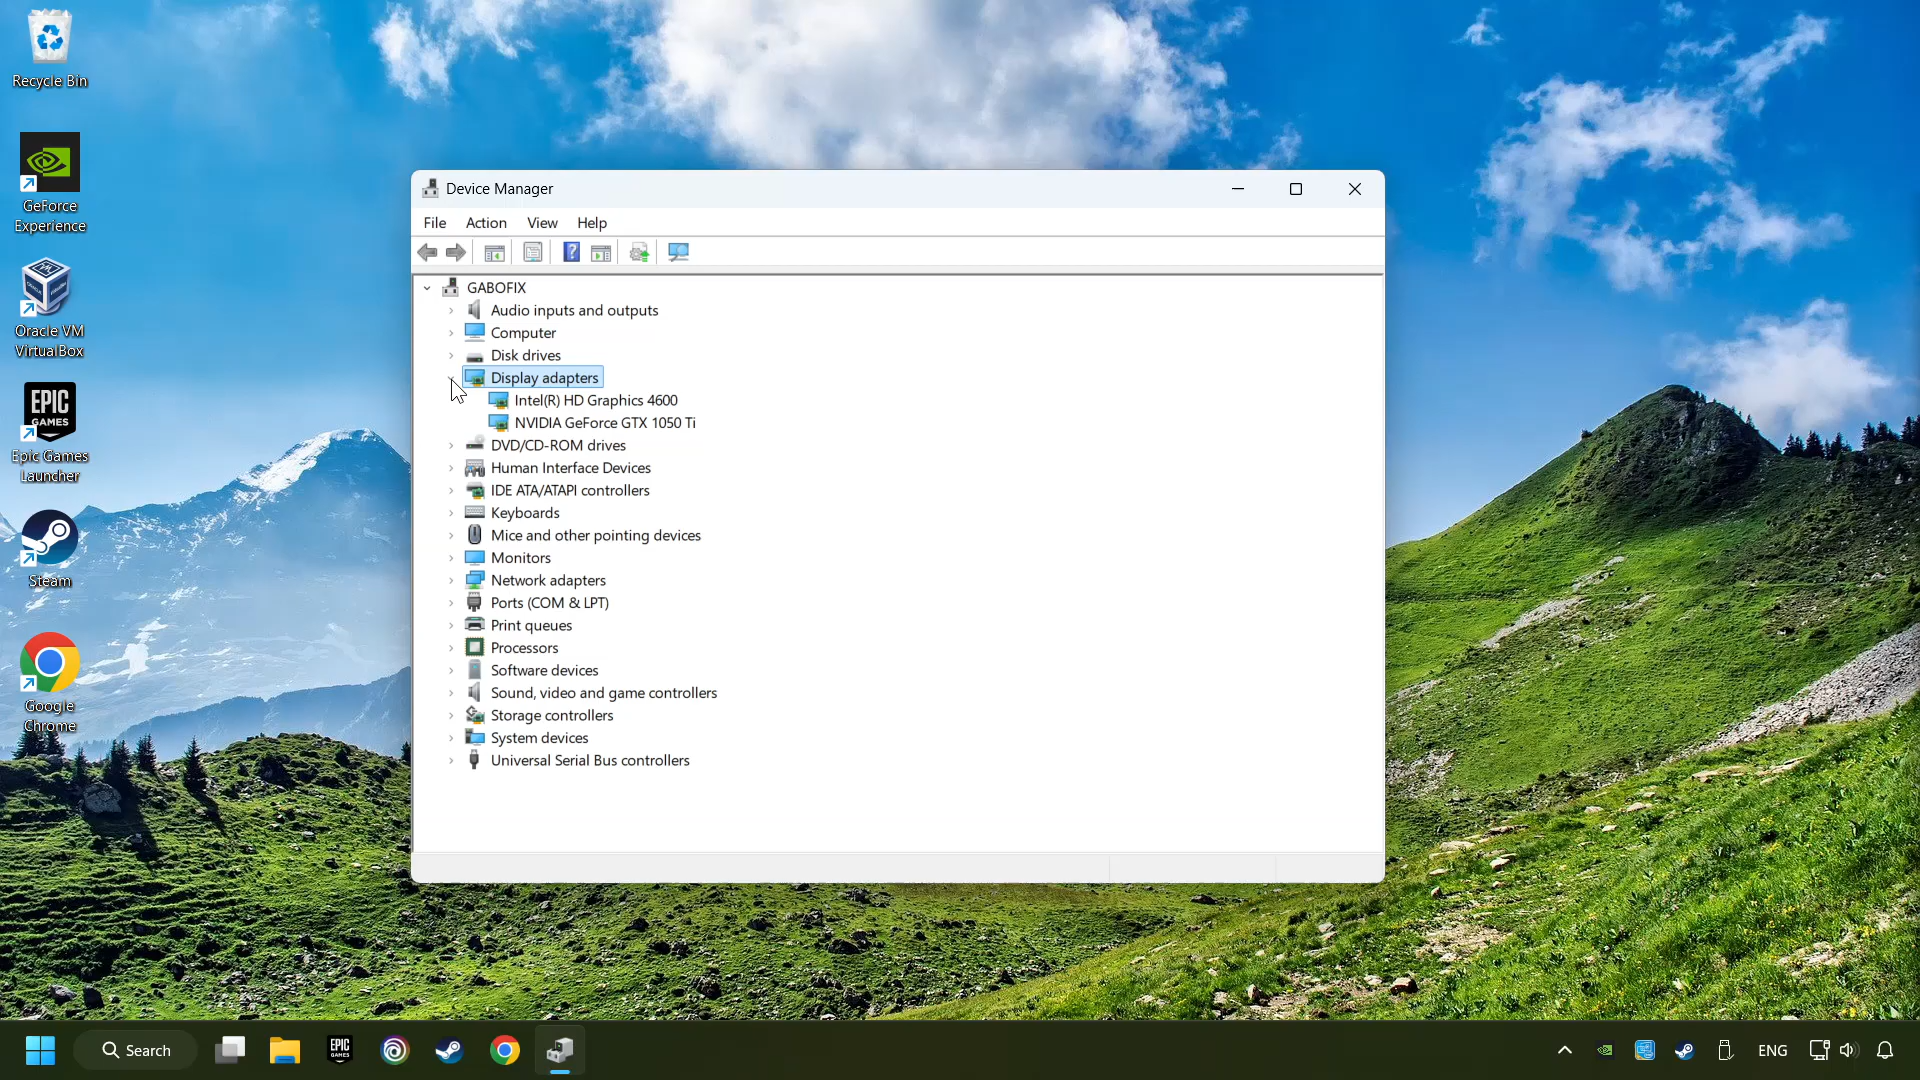 Recycle Bin
GeForce
Experience
Oracle VM
VirtualBox
EPIC
GAMES
Epic Games
Launcher
Steam
Google
Chrome
Device Manager
File Action View Help
GABOFIX
Audio inputs and outputs
Computer
Disk drives
Display adapters
Intel(R) HD Graphics 4600
NVIDIA GeForce GTX 1050 Ti
DVD/CD-ROM drives
Human Interface Devices
IDE ATA/ATAPI controllers
Keyboards
Mice and other pointing devices
Monitors
Network adapters
Ports (COM & LPT)
Print queues
Processors
Software devices
Sound, video and game controllers
Storage controllers
System devices
Universal Serial Bus controllers
Search
EPIC
GAMES
ENG